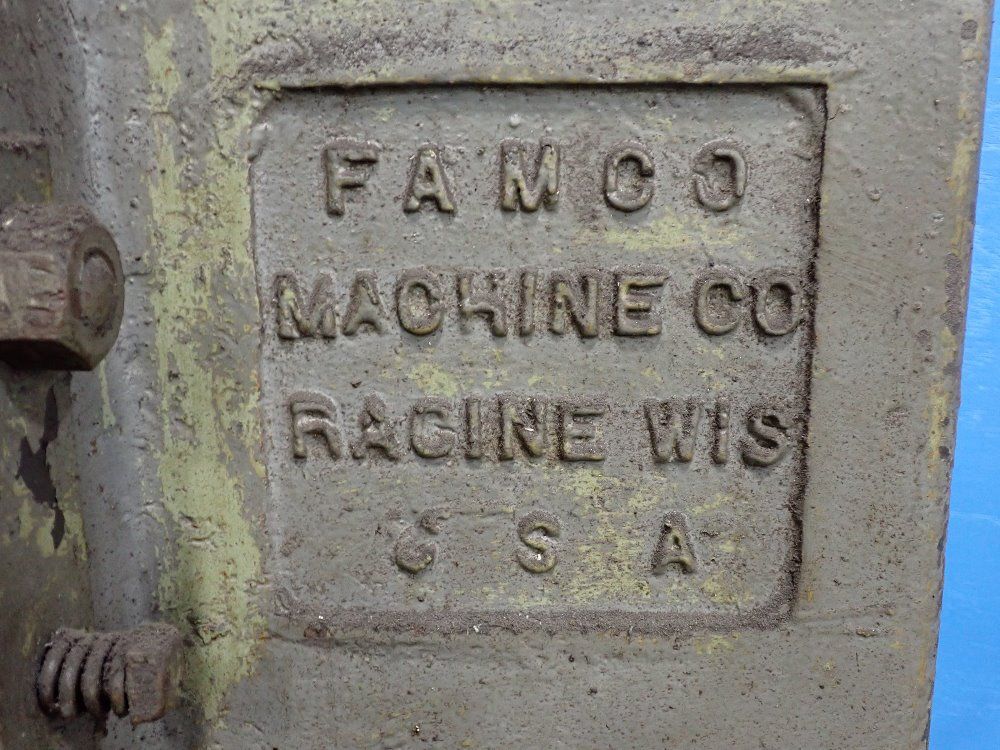 FAMCO
MACHINE CO
RACINE WIS
U S A